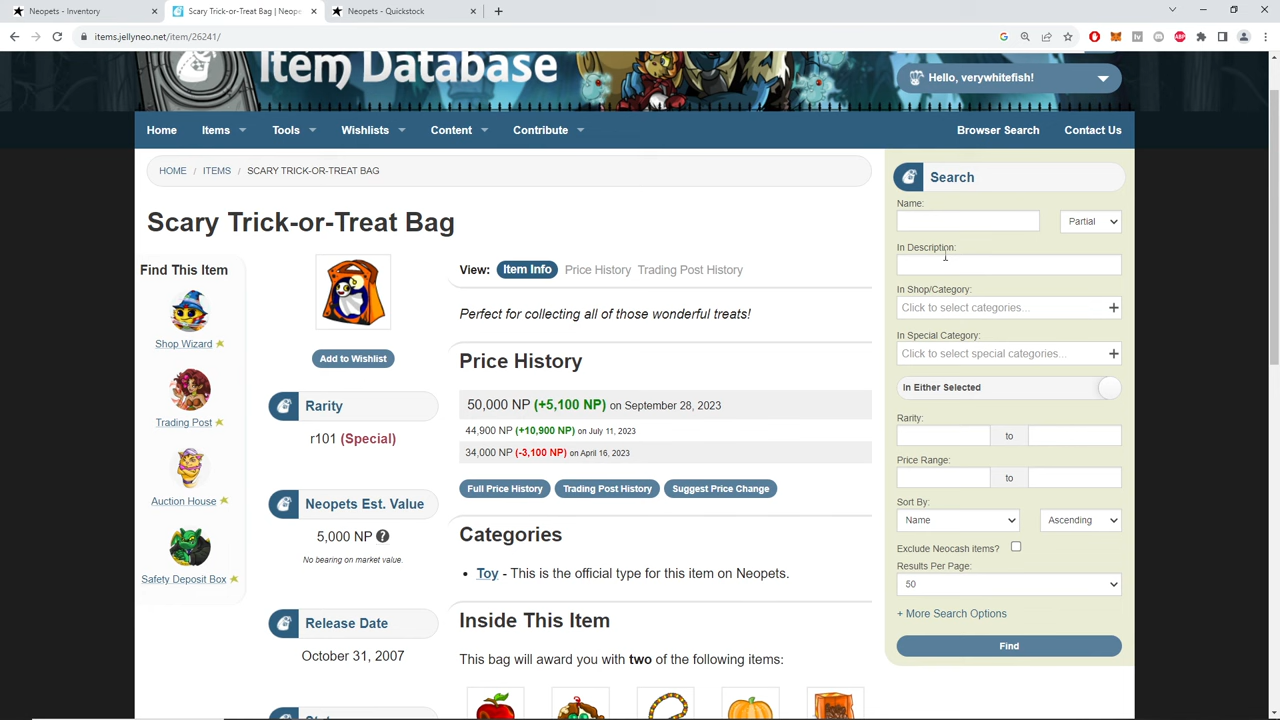 Neopets - Inventory
Scary Trick-or-Treat Bag | Neope
Neopets - Quickstock
items.jellyneo.net/item/26241/
Item Database
Hello, verywhitefish!
Home Items Tools Wishlists Content Contribute Browser Search Contact Us
HOME / ITEMS / SCARY TRICK-OR-TREAT BAG
Scary Trick-or-Treat Bag
Find This Item
Shop Wizard
Trading Post
Auction House
Safety Deposit Box
Add to Wishlist
Rarity
r101 (Special)
Neopets Est. Value
5,000 NP ?
No bearing on market value.
Release Date
October 31, 2007
View: Item Info Price History Trading Post History
Perfect for collecting all of those wonderful treats!
Price History
50,000 NP (+5,100 NP) on September 28, 2023
44,900 NP (+10,900 NP) on July 11, 2023
34,000 NP (-3,100 NP) on April 16, 2023
Full Price History Trading Post History Suggest Price Change
Categories
• Toy - This is the official type for this item on Neopets.
Inside This Item
This bag will award you with two of the following items:
Search
Name:
Partial
In Description:
In Shop/Category:
Click to select categories...
In Special Category:
Click to select special categories...
In Either Selected
Rarity:
to
Price Range:
to
Sort By:
Name Ascending
Exclude Neocash items?
Results Per Page:
50
+ More Search Options
Find